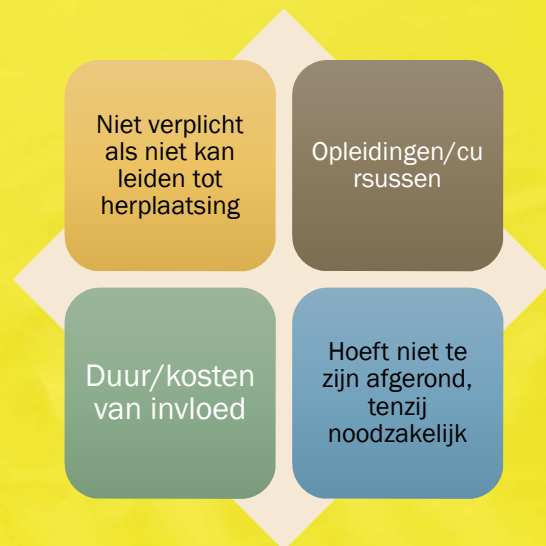 Niet verplicht
als niet kan
leiden tot
herplaatsing
Opleidingen/cu
rsussen
Duur/kosten
van invloed
Hoeft niet te
zijn afgerond,
tenzij
noodzakelijk